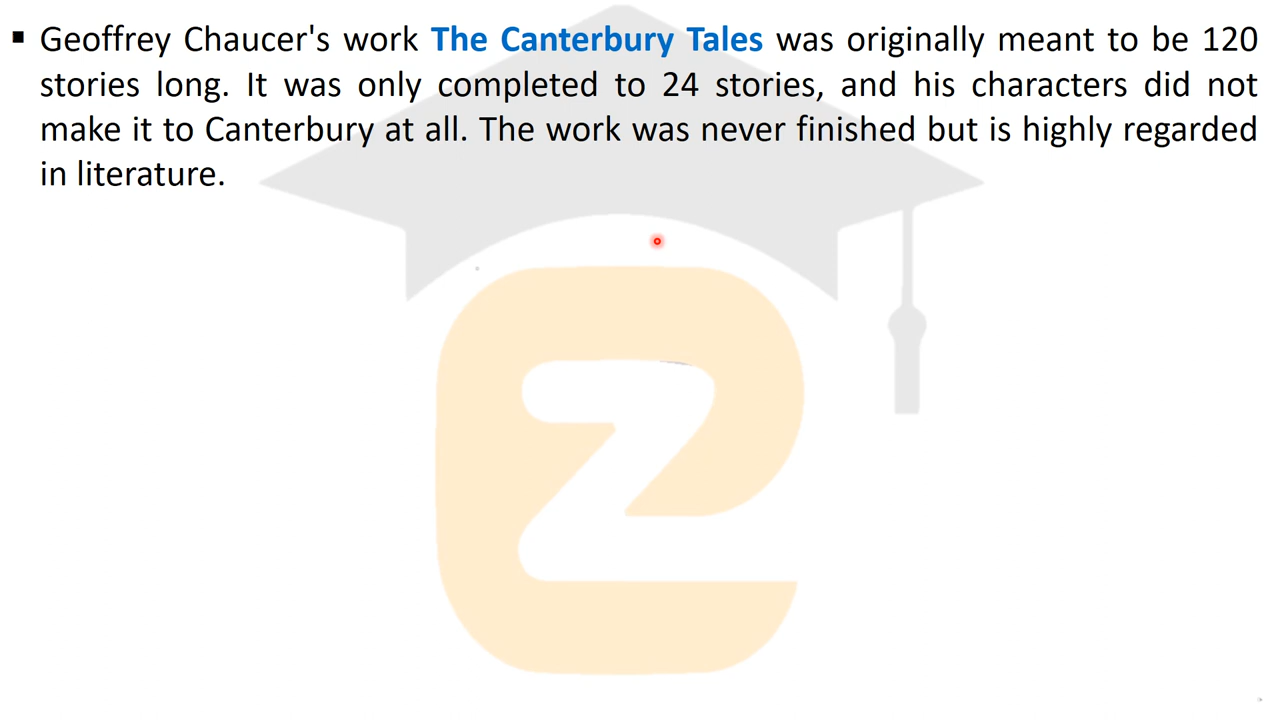 ▪ Geoffrey Chaucer's work The Canterbury Tales was originally meant to be 120
stories long. It was only completed to 24 stories, and his characters did not
make it to Canterbury at all. The work was never finished but is highly regarded
in literature.